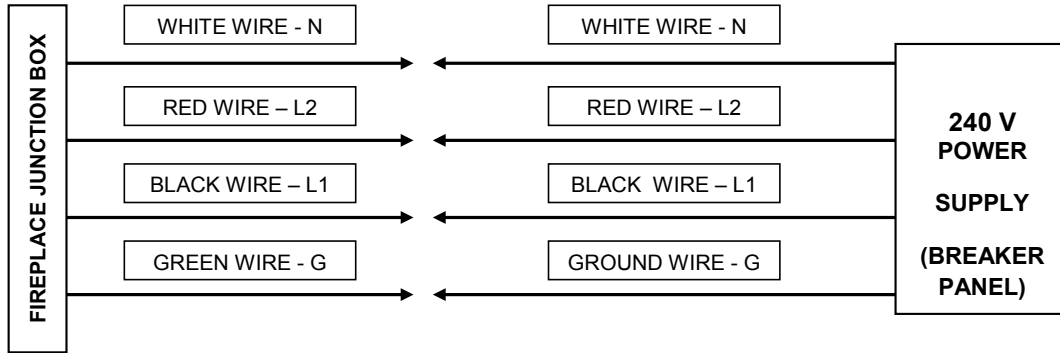 FIREPLACE JUNCTION BOX
WHITE WIRE - N
WHITE WIRE - N
RED WIRE – L2
RED WIRE – L2
BLACK WIRE – L1
BLACK WIRE – L1
GREEN WIRE - G
GROUND WIRE - G
240 V
POWER
SUPPLY
(BREAKER
PANEL)